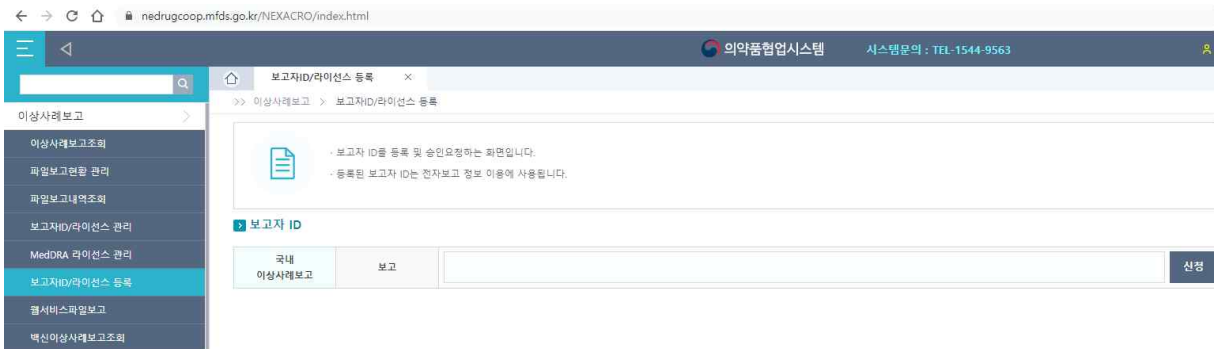 nedrugcoop.mfds.go.kr/NEXACRO/index.html
의약품협업시스템 시스템문의 : TEL-1544-9563
보고자ID/라이선스 등록 ×
>> 이상사례보고 > 보고자ID/라이선스 등록
이상사례보고
이상사례보고조회
파일보고현황 관리
파일보고내역조회
보고자ID/라이선스 관리
MedDRA 라이선스 관리
보고자ID/라이선스 등록
웹서비스파일보고
백신이상사례보고조회
· 보고자 ID를 등록 및 승인요청하는 화면입니다.
· 등록된 보고자 ID는 전자보고 정보 이용에 사용됩니다.
보고자 ID
국내
이상사례보고
보고
신청